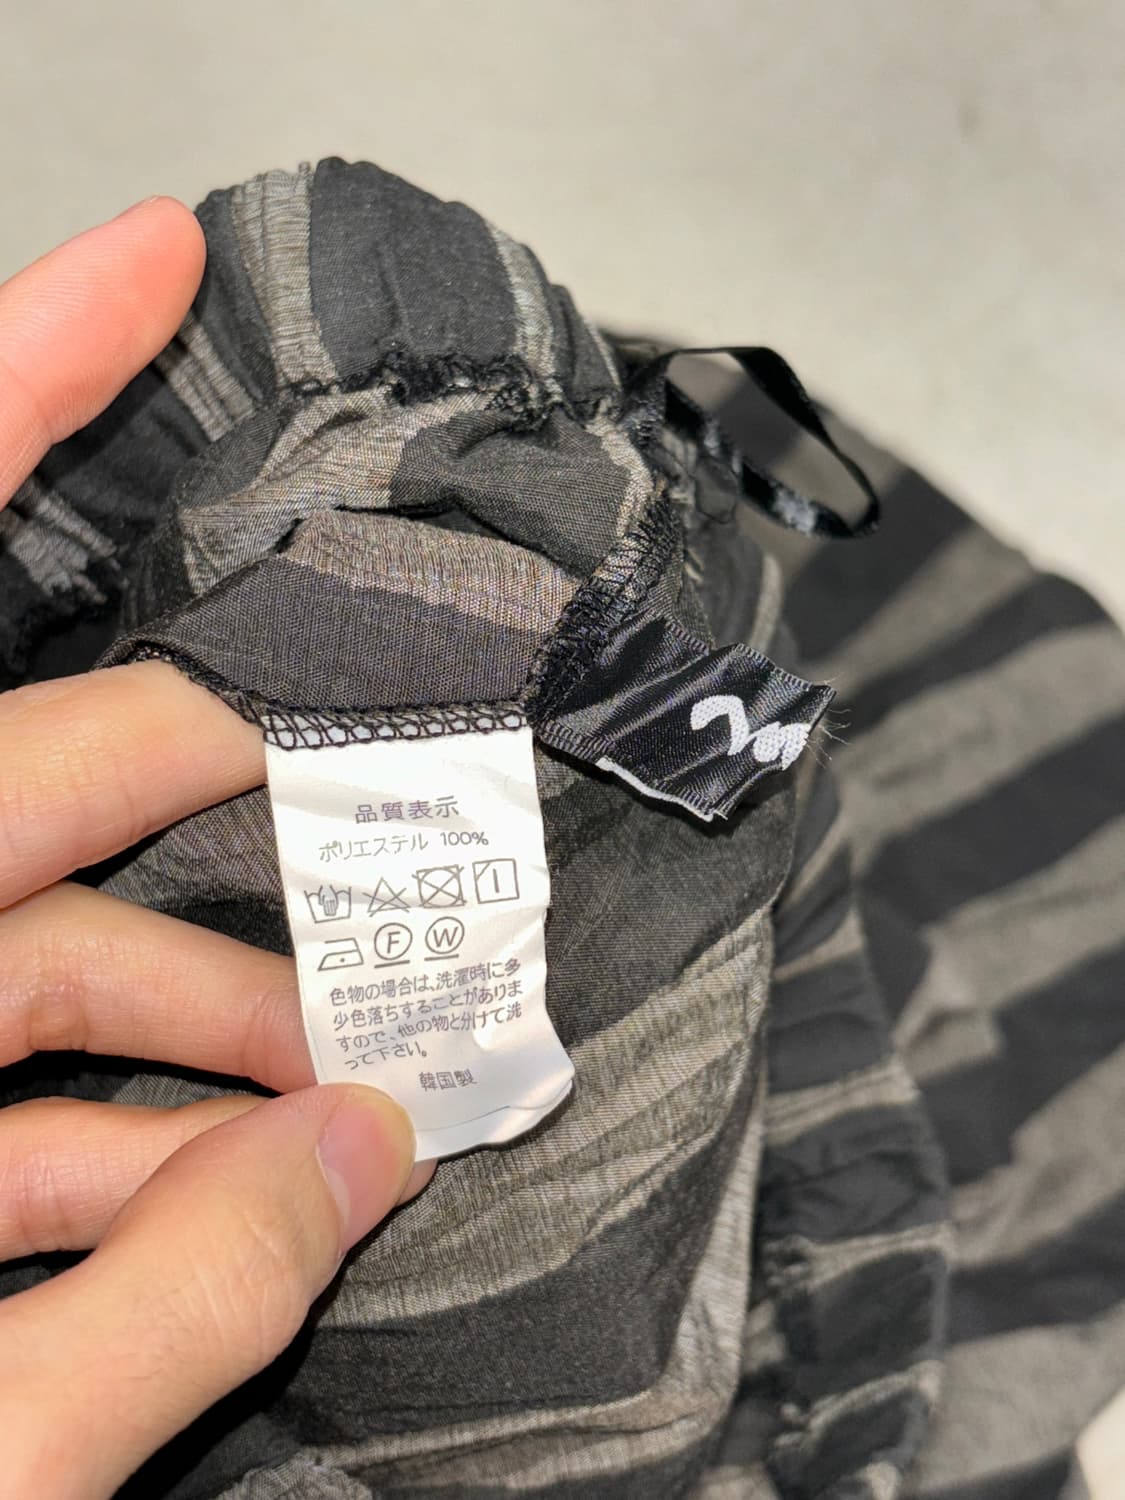 品質表示
ポリエステル 100%
F W
色物の場合は、洗濯時に多
少色落ちすることがありま
すので、他の物と分けて洗
って下さい。
韓国製